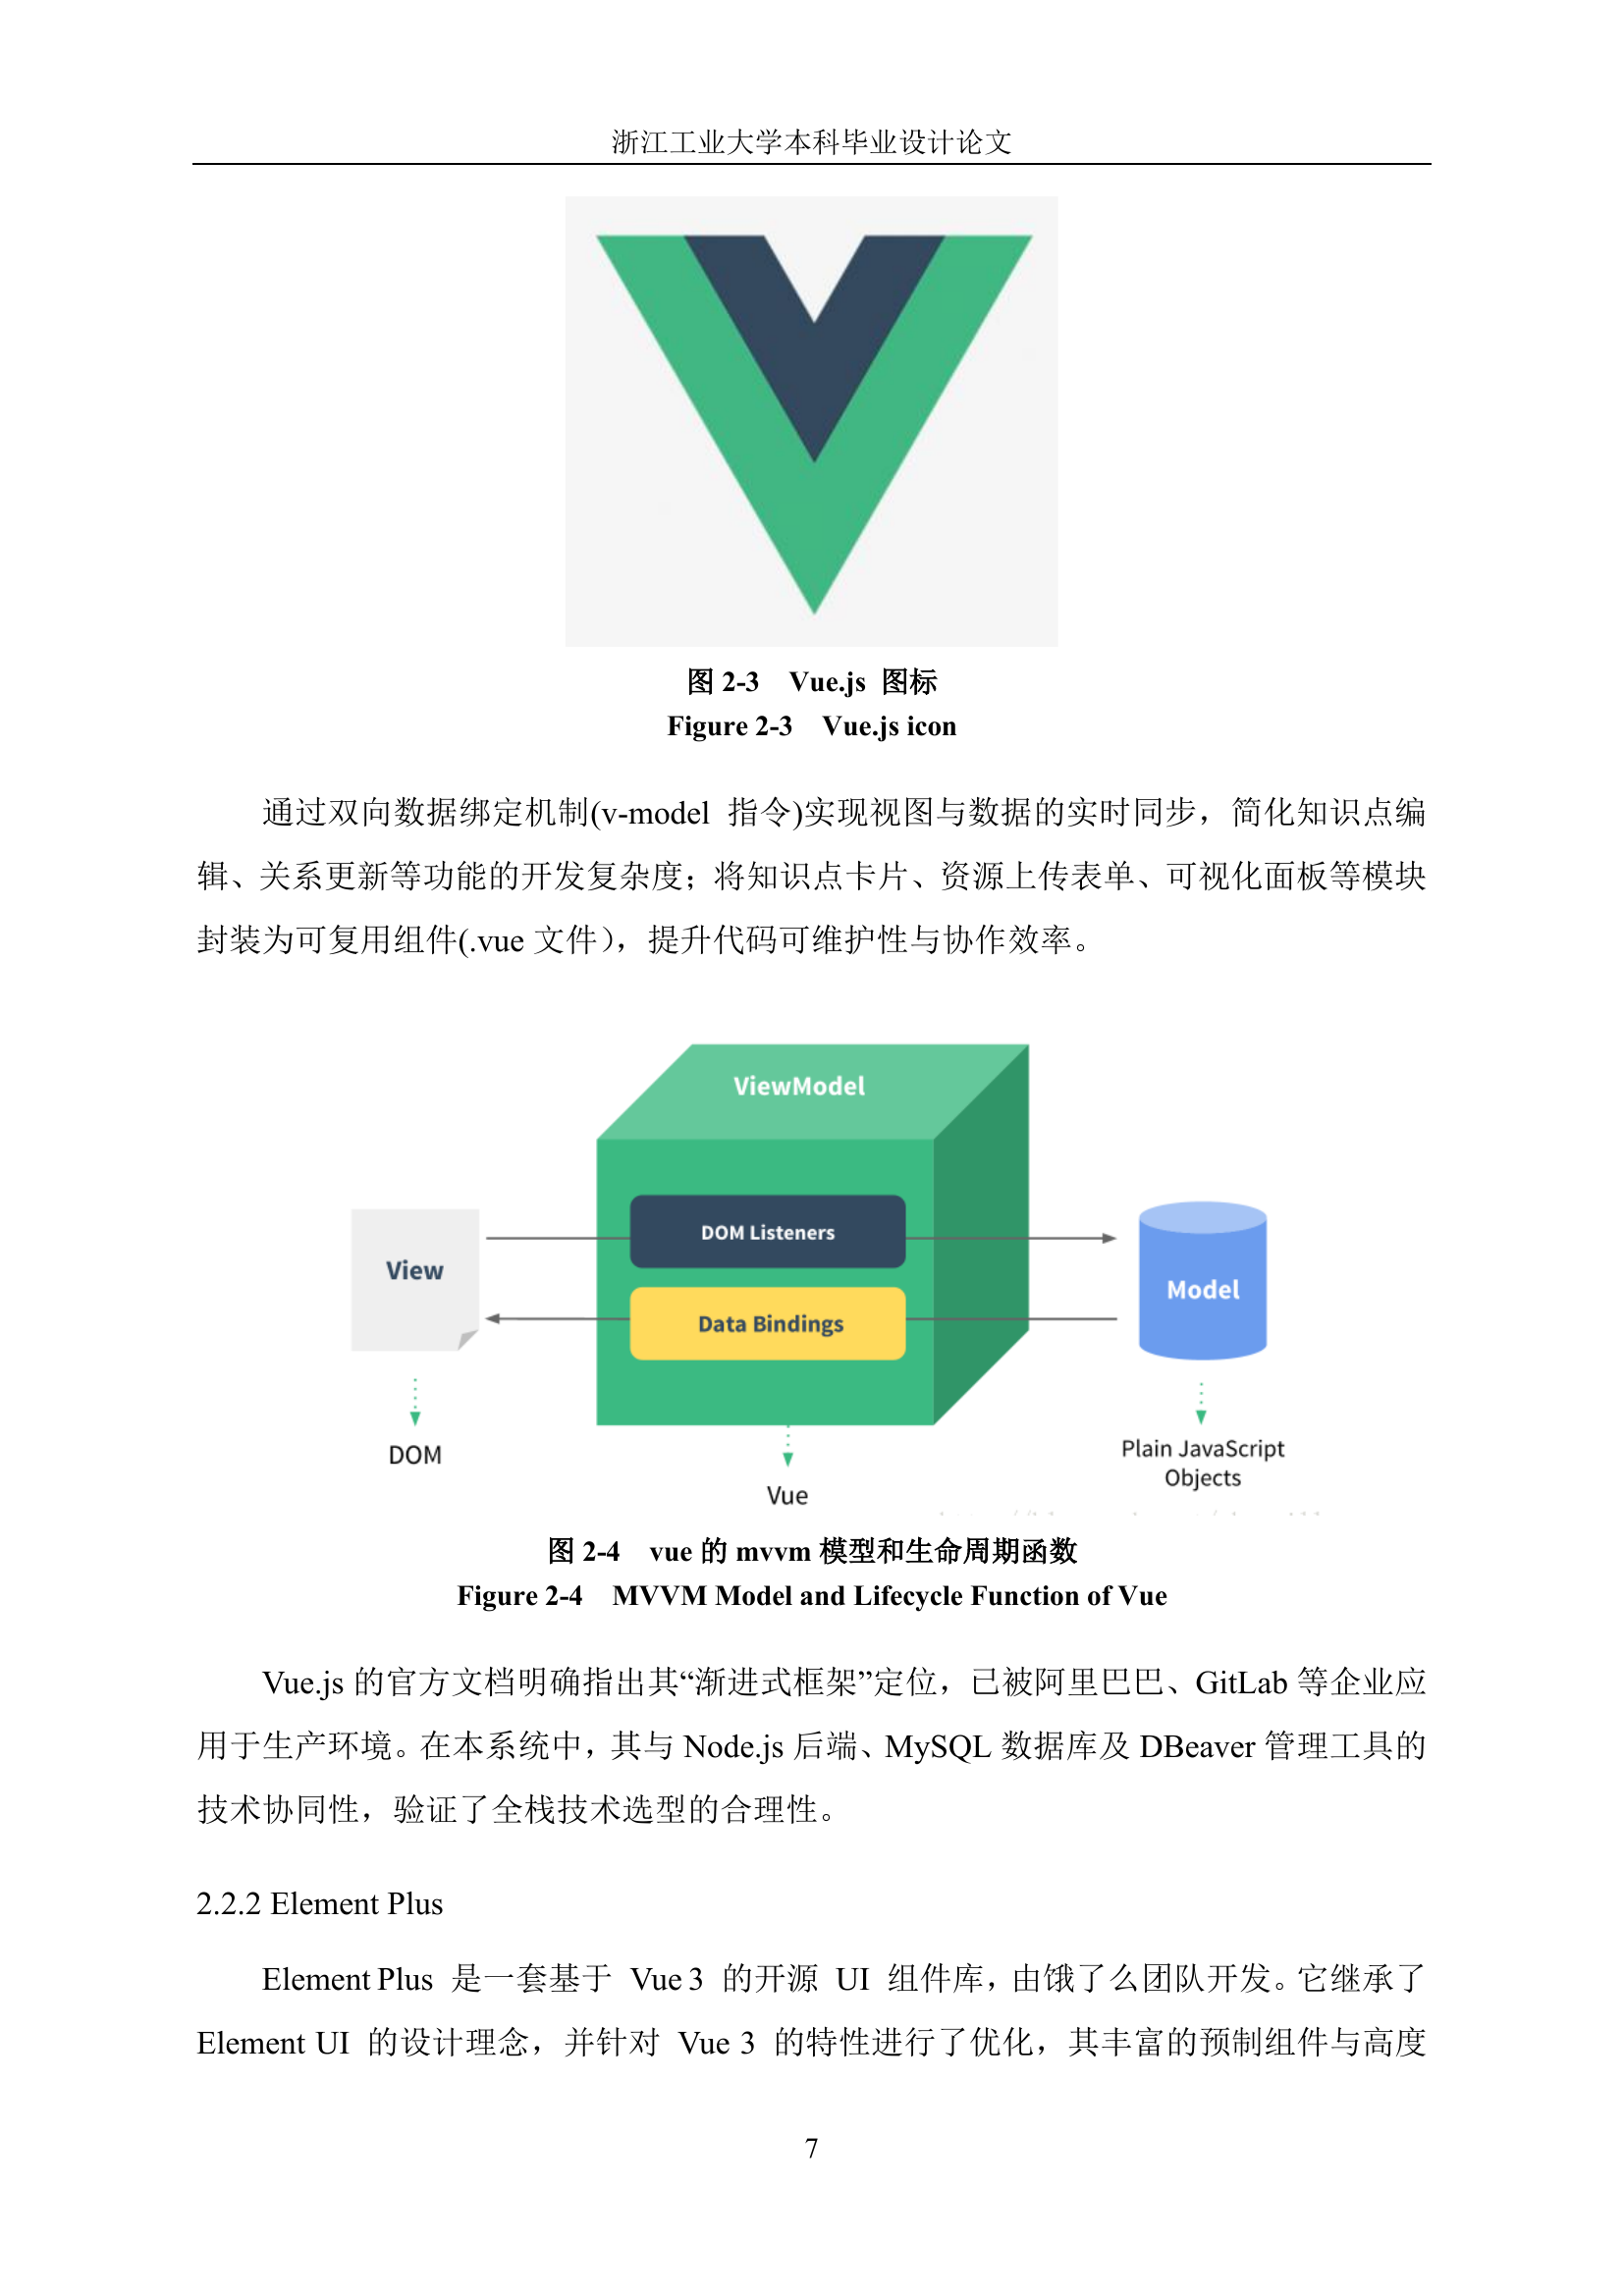 浙江工业大学本科毕业设计论文
图 2-3 Vue.js 图标
Figure 2-3 Vue.js icon
通过双向数据绑定机制(v-model 指令)实现视图与数据的实时同步，简化知识点编
辑、关系更新等功能的开发复杂度；将知识点卡片、资源上传表单、可视化面板等模块
封装为可复用组件(.vue 文件），提升代码可维护性与协作效率。
ViewModel
DOM Listeners
View
Model
Data Bindings
DOM
Plain JavaScript
Objects
Vue
图 2-4 vue 的 mvvm 模型和生命周期函数
Figure 2-4 MVVM Model and Lifecycle Function of Vue
Vue.js 的官方文档明确指出其“渐进式框架”定位，已被阿里巴巴、GitLab 等企业应
用于生产环境。在本系统中，其与 Node.js 后端、MySQL 数据库及 DBeaver 管理工具的
技术协同性，验证了全栈技术选型的合理性。
2.2.2 Element Plus
Element Plus 是一套基于 Vue 3 的开源 UI 组件库，由饿了么团队开发。它继承了
Element UI 的设计理念，并针对 Vue 3 的特性进行了优化，其丰富的预制组件与高度
7